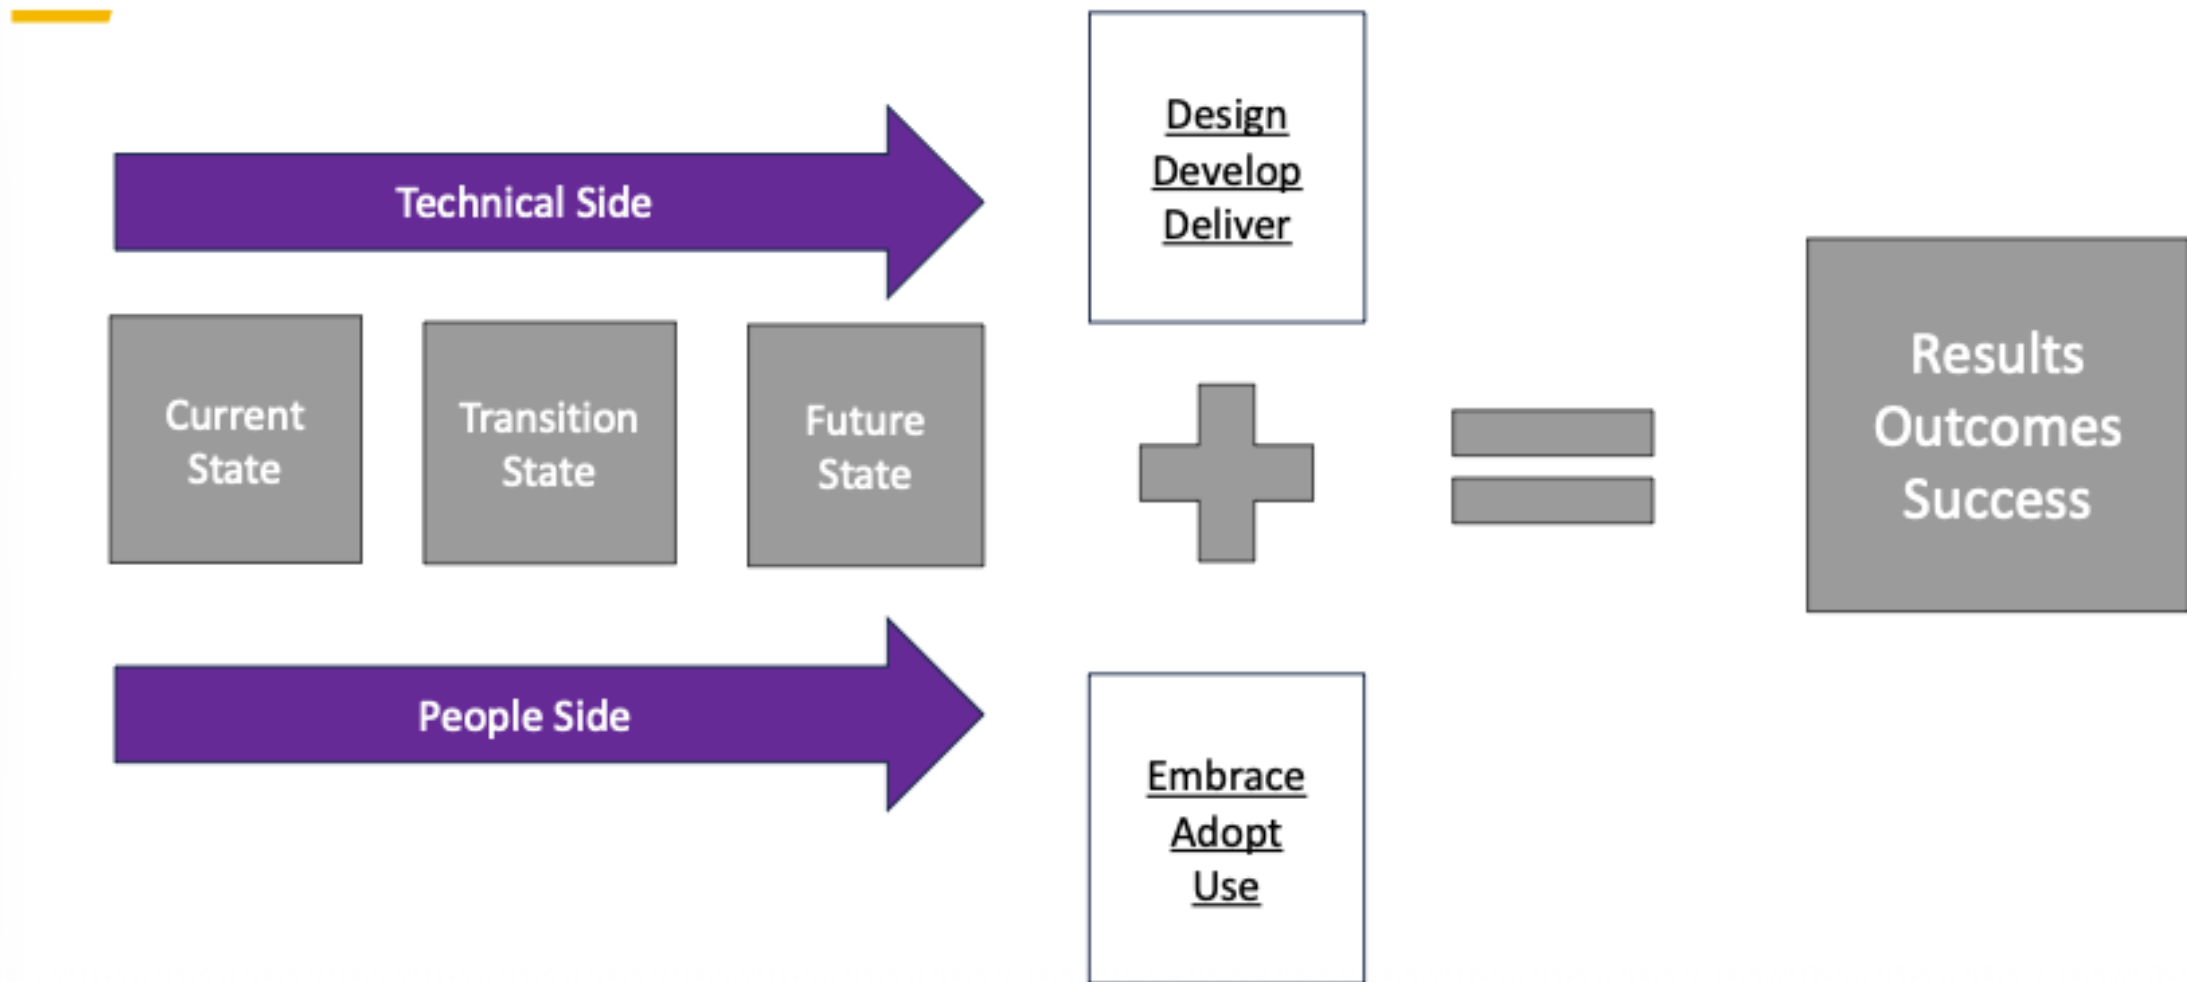 Technical Side
Design
Develop
Deliver
Current
State
Transition
State
Future
State
Results
Outcomes
Success
People Side
Embrace
Adopt
Use